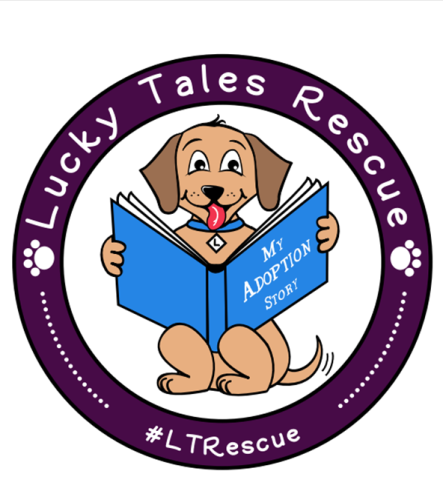 Lucky Tales Rescue
L
My
Adoption
Story
#LTRescue